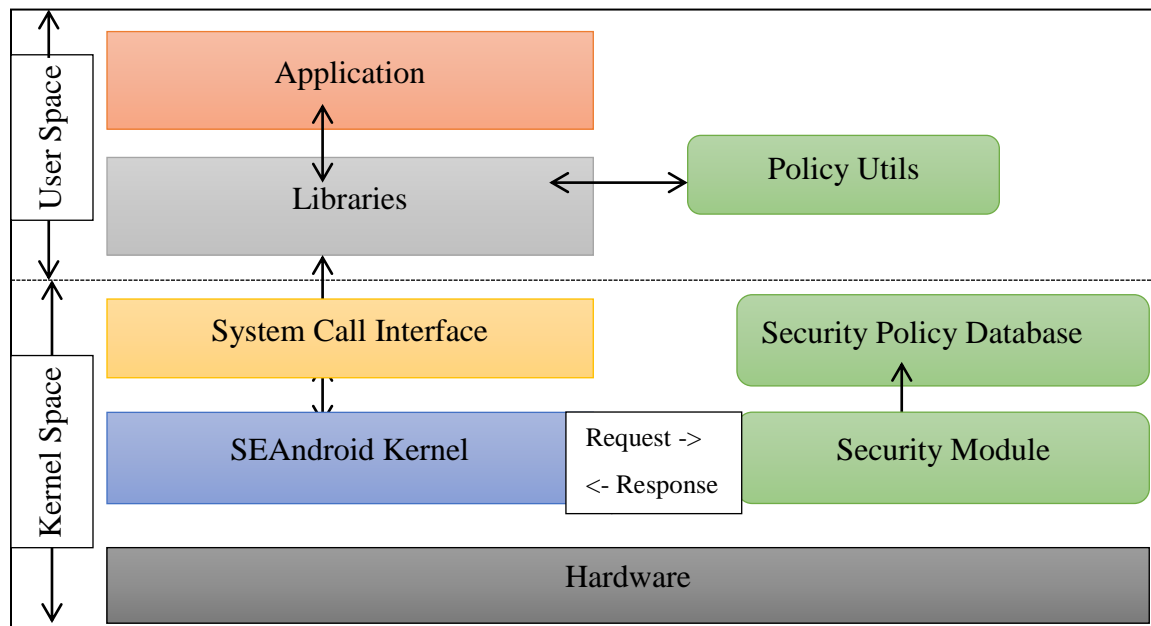 User Space
Application
Libraries
Policy Utils
Kernel Space
System Call Interface
Security Policy Database
SEAndroid Kernel
Request ->
<- Response
Security Module
Hardware